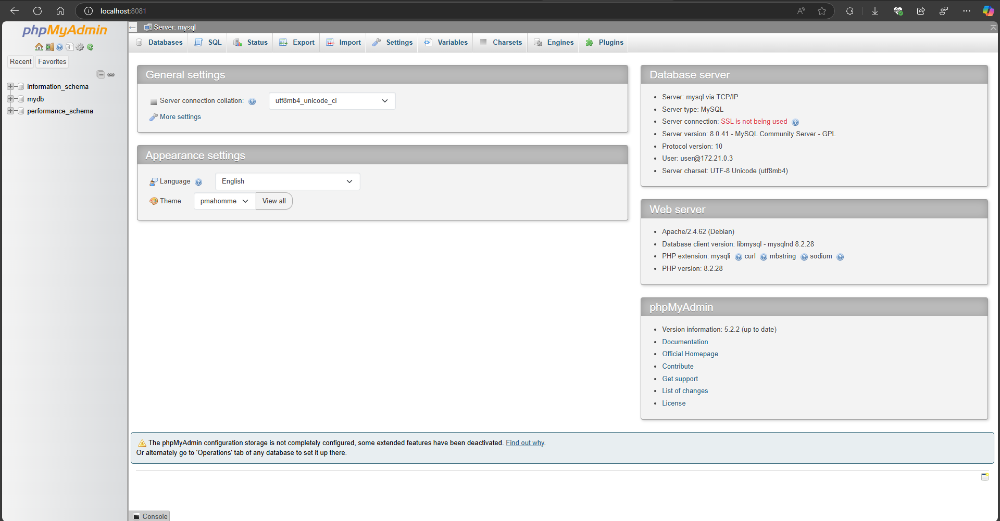 localhost:8081
phpMyAdmin
Recent Favorites
information_schema
mydb
performance_schema
Server: mysql
Databases SQL Status Export Import Settings Variables Charsets Engines Plugins
General settings
Server connection collation: utf8mb4_unicode_ci
More settings
Appearance settings
Language English
Theme pmahomme View all
Database server
Server: mysql via TCP/IP
Server type: MySQL
Server connection: SSL is not being used
Server version: 8.0.41 - MySQL Community Server - GPL
Protocol version: 10
User: user@172.21.0.3
Server charset: UTF-8 Unicode (utf8mb4)
Web server
Apache/2.4.62 (Debian)
Database client version: libmysql - mysqlnd 8.2.28
PHP extension: mysqli curl mbstring sodium
PHP version: 8.2.28
phpMyAdmin
Version information: 5.2.2 (up to date)
Documentation
Official Homepage
Contribute
Get support
List of changes
License
The phpMyAdmin configuration storage is not completely configured, some extended features have been deactivated. Find out why.
Or alternately go to 'Operations' tab of any database to set it up there.
Console